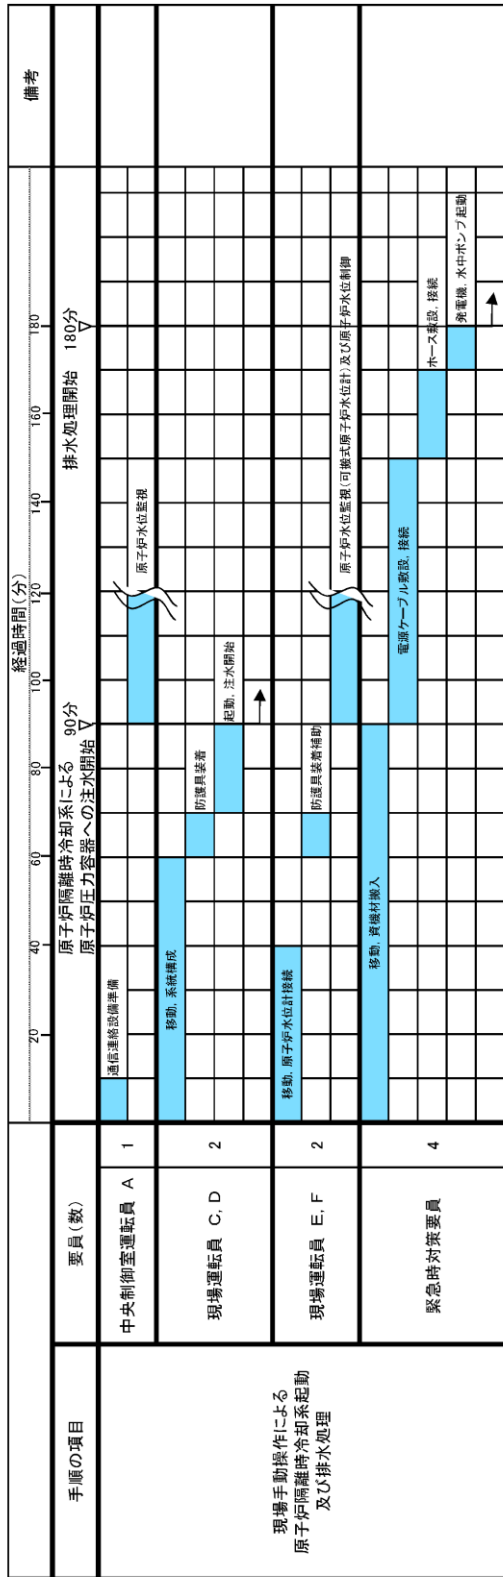 経過時間(分)
備考
手順の項目
要員(数)
20
40
60
80
100
120
140
160
180
原子炉隔離時冷却系による
原子炉圧力容器への注水開始
90分
▽
排水処理開始
180分
▽
現場手動操作による
原子炉隔離時冷却系起動
及び排水処理
中央制御室運転員 A
1
通信連絡設備準備
原子炉水位監視
現場運転員 C, D
2
移動, 系統構成
防護具装着
起動, 注水開始
現場運転員 E, F
2
移動, 原子炉水位計接続
防護具装着補助
原子炉水位監視(可搬式原子炉水位計)及び原子炉水位制御
緊急時対策要員
4
移動, 資機材搬入
電源ケーブル敷設, 接続
ホース敷設, 接続
発電機, 水中ポンプ起動